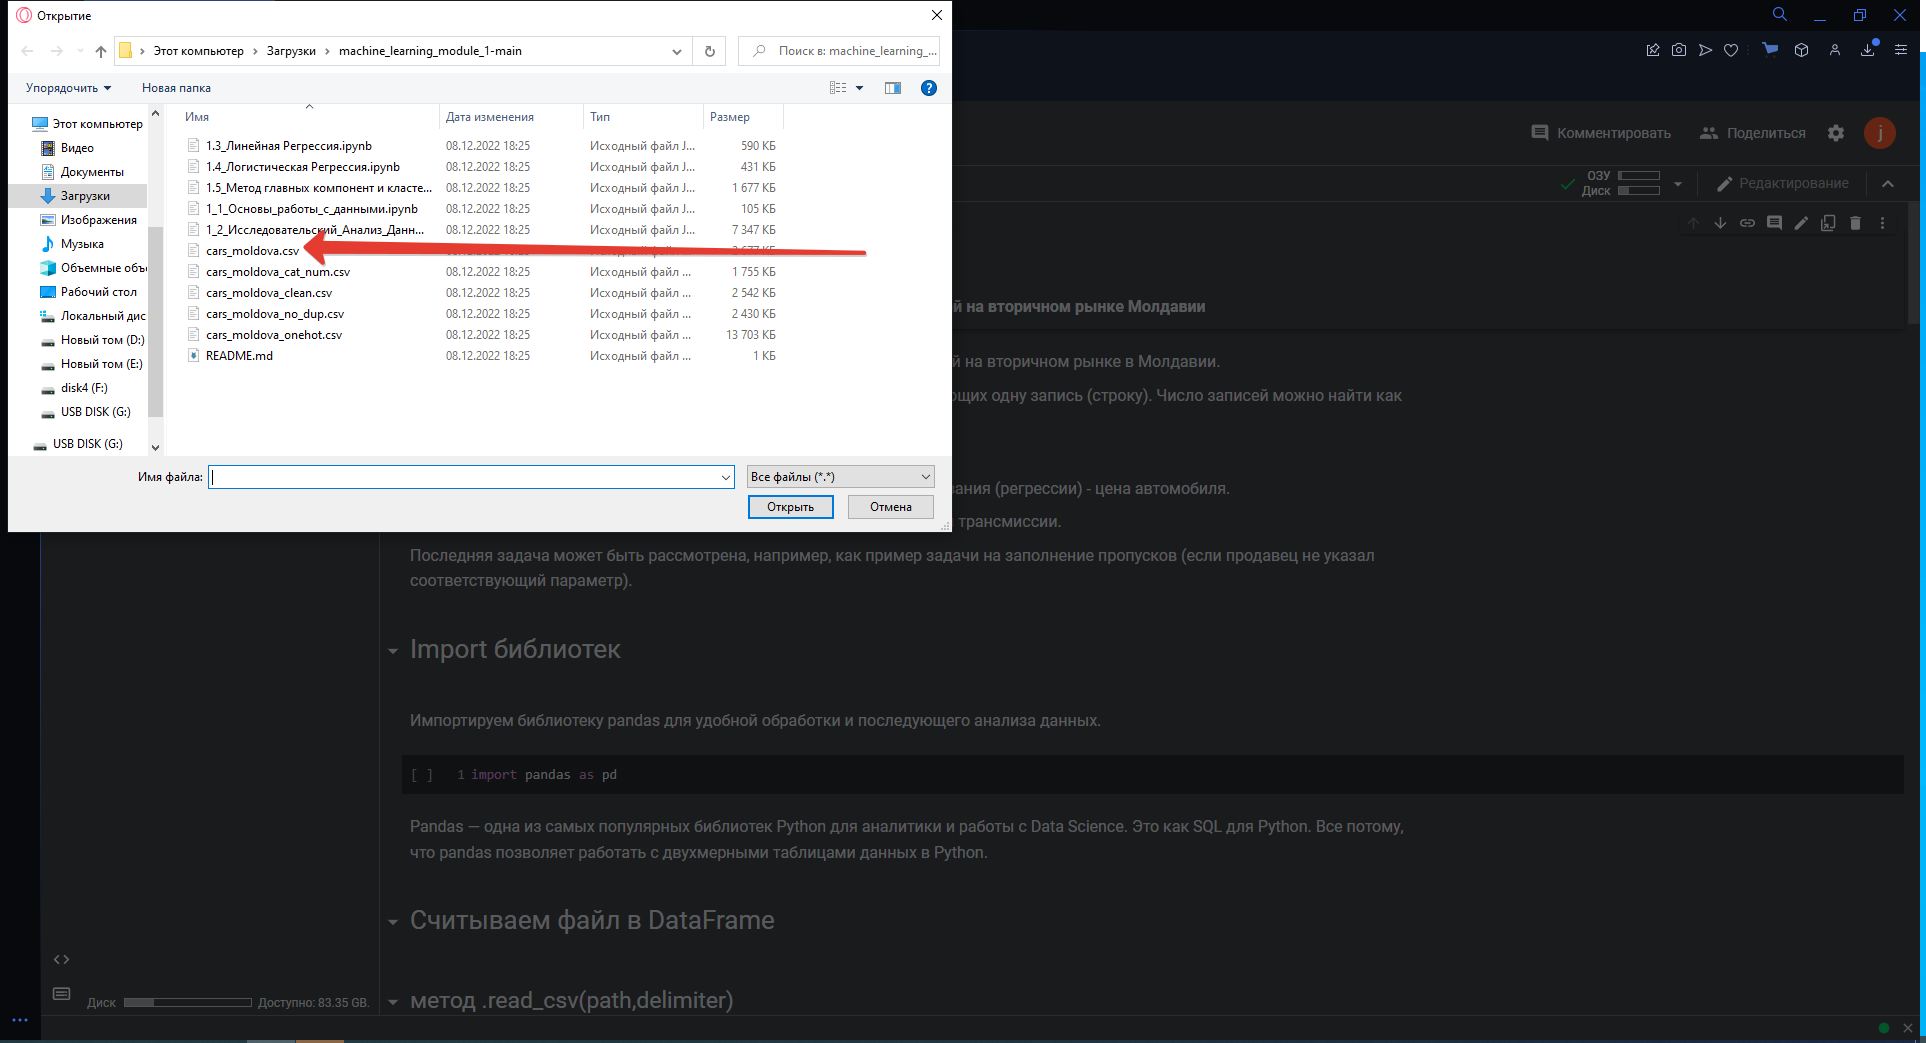 Открытие
Этот компьютер › Загрузки › machine_learning_module_1-main
Поиск в: machine_learning_...
Упорядочить
Новая папка
Имя
Дата изменения
Тип
Размер
Этот компьютер
Видео
Документы
Загрузки
Изображения
Музыка
Объемные объ
Рабочий стол
Локальный дис
Новый том (D:)
Новый том (E:)
disk4 (F:)
USB DISK (G:)
USB DISK (G:)
1.3_Линейная Регрессия.ipynb 08.12.2022 18:25 Исходный файл J... 590 КБ
1.4_Логистическая Регрессия.ipynb 08.12.2022 18:25 Исходный файл J... 431 КБ
1.5_Метод главных компонент и класте... 08.12.2022 18:25 Исходный файл J... 1 677 КБ
1_1_Основы_работы_с_данными.ipynb 08.12.2022 18:25 Исходный файл J... 105 КБ
1_2_Исследовательский_Анализ_Данн... 08.12.2022 18:25 Исходный файл J... 7 347 КБ
cars_moldova.csv 08.12.2022 18:25 Исходный файл ... 2 677 КБ
cars_moldova_cat_num.csv 08.12.2022 18:25 Исходный файл ... 1 755 КБ
cars_moldova_clean.csv 08.12.2022 18:25 Исходный файл ... 2 542 КБ
cars_moldova_no_dup.csv 08.12.2022 18:25 Исходный файл ... 2 430 КБ
cars_moldova_onehot.csv 08.12.2022 18:25 Исходный файл ... 13 703 КБ
README.md 08.12.2022 18:25 Исходный файл ... 1 КБ
Имя файла:
Все файлы (*.*)
Открыть
Отмена
Комментировать
Поделиться
j
ОЗУ
Диск
Редактирование
й на вторичном рынке Молдавии
й на вторичном рынке в Молдавии.
ощих одну запись (строку). Число записей можно найти как
зания (регрессии) - цена автомобиля.
трансмиссии.
Последняя задача может быть рассмотрена, например, как пример задачи на заполнение пропусков (если продавец не указал
соответствующий параметр).
Import библиотек
Импортируем библиотеку pandas для удобной обработки и последующего анализа данных.
[ ] 1 import pandas as pd
Pandas — одна из самых популярных библиотек Python для аналитики и работы с Data Science. Это как SQL для Python. Все потому,
что pandas позволяет работать с двухмерными таблицами данных в Python.
Считываем файл в DataFrame
метод .read_csv(path,delimiter)
Диск
Доступно: 83.35 GB.